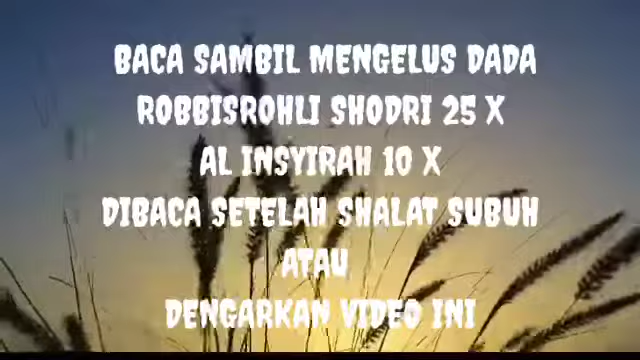 BACA SAMBIL MENGELUS DADA
ROBBISROHLI SHODRI 25 X
AL INSYIRAH 10 X
DIBACA SETELAH SHALAT SUBUH
ATAU
DENGARKAN VIDEO INI